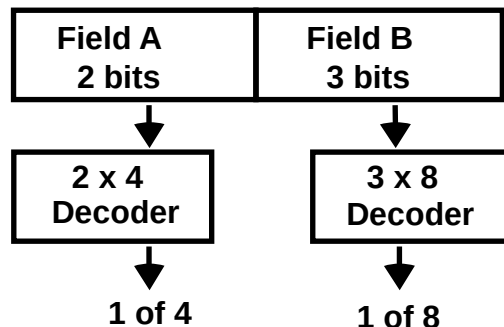 Field A
2 bits
Field B
3 bits
2 x 4
Decoder
3 x 8
Decoder
1 of 4
1 of 8